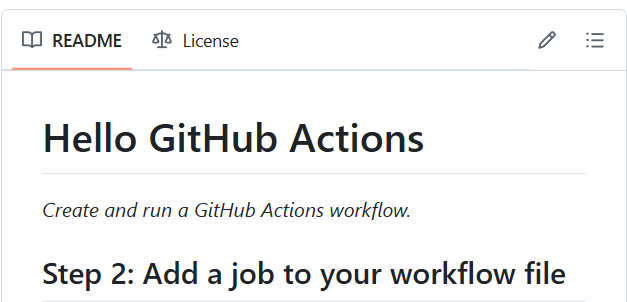 README License
Hello GitHub Actions
Create and run a GitHub Actions workflow.
Step 2: Add a job to your workflow file